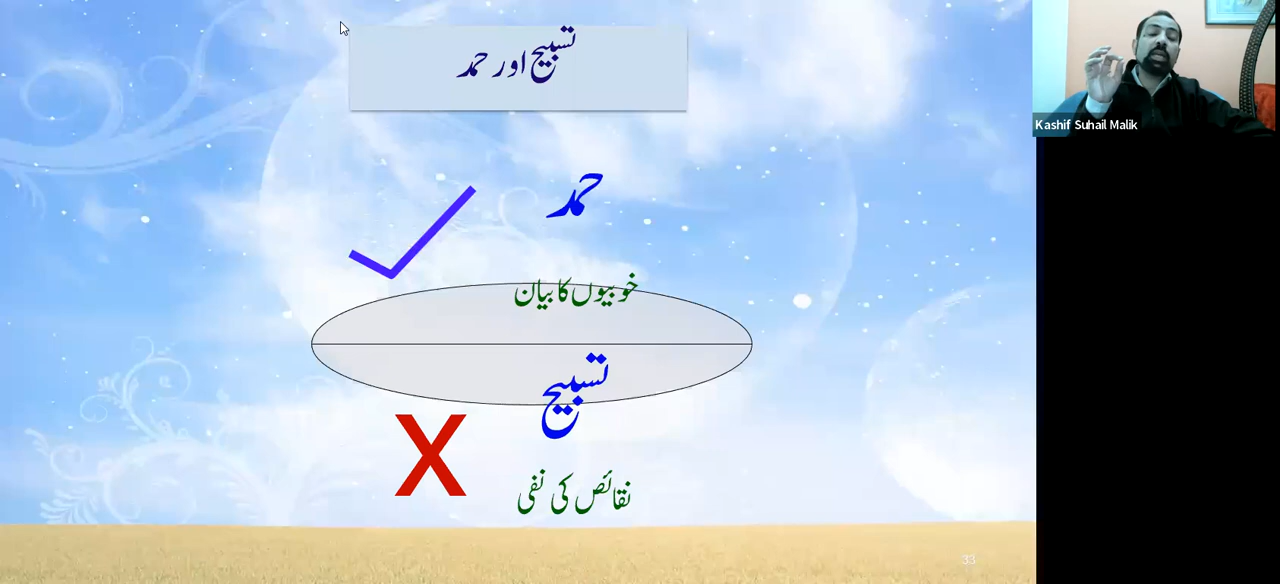 تسبیح اور حمد
حمد
خوبیوں کا بیان
تسبیح
X
نقائص کی نفی
33
Kashif Suhail Malik